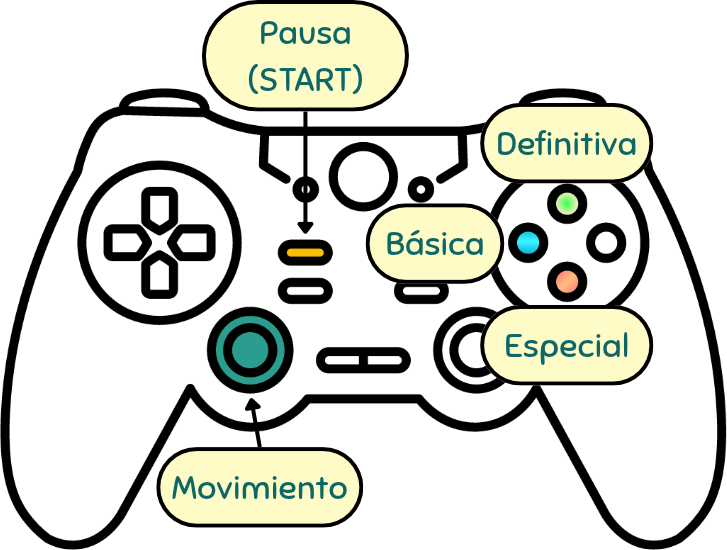 Pausa
(START)
Definitiva
Básica
Especial
Movimiento